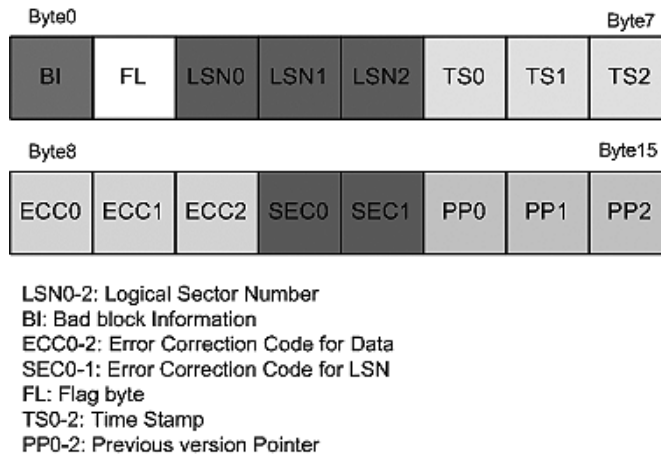 Byte0 Byte7
BI FL LSN0 LSN1 LSN2 TS0 TS1 TS2
Byte8 Byte15
ECC0 ECC1 ECC2 SEC0 SEC1 PP0 PP1 PP2
LSN0-2: Logical Sector Number
BI: Bad block Information
ECC0-2: Error Correction Code for Data
SEC0-1: Error Correction Code for LSN
FL: Flag byte
TS0-2: Time Stamp
PP0-2: Previous version Pointer